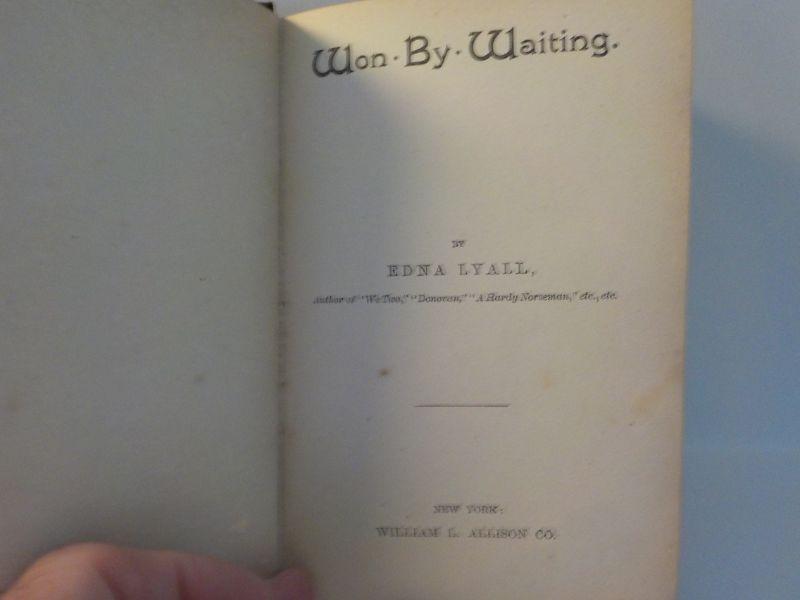 Won · By · Waiting.
BY
EDNA LYALL,
Author of "We Two," "Donovan," "A Hardy Norseman," etc., etc.
NEW YORK:
WILLIAM L. ALLISON CO.